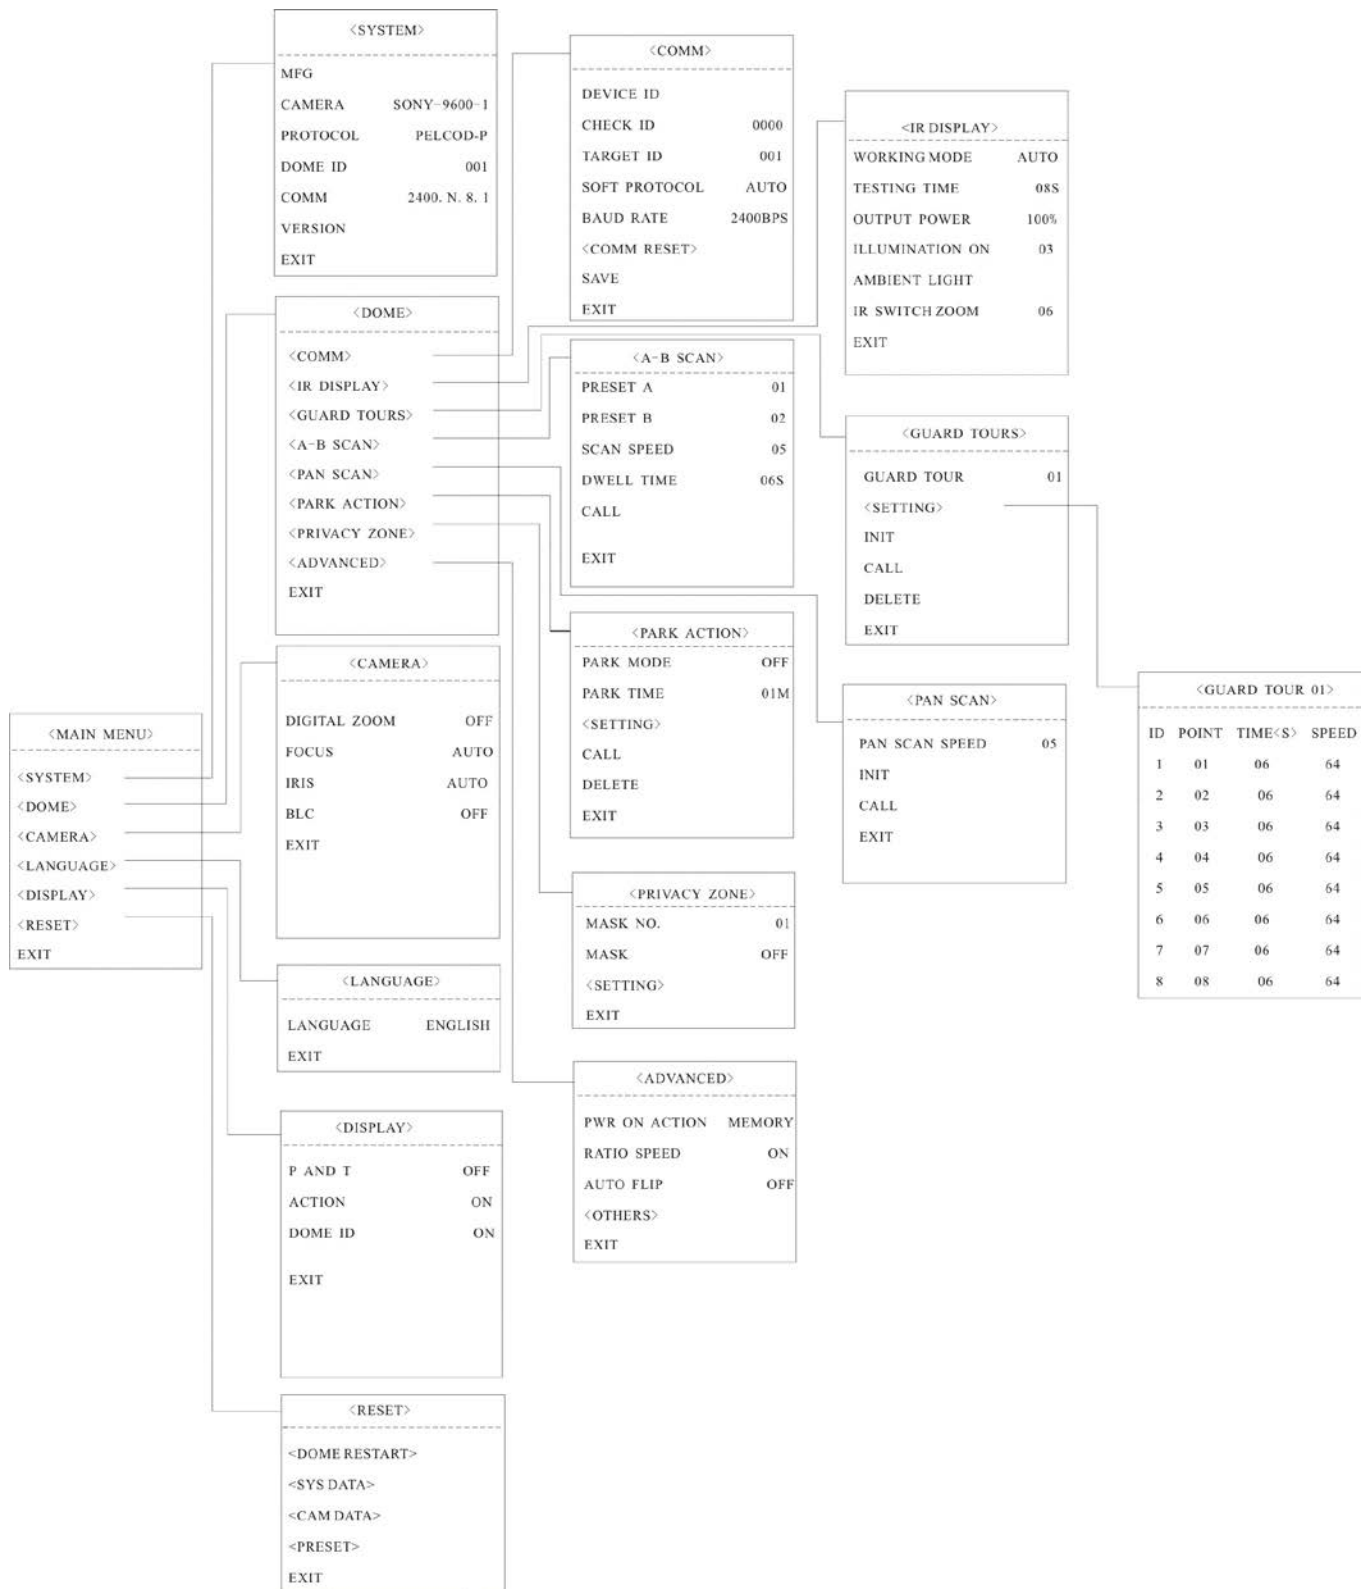 <MAIN MENU>
<SYSTEM>
<DOME>
<CAMERA>
<LANGUAGE>
<DISPLAY>
<RESET>
EXIT
<SYSTEM>
MFG
CAMERA SONY-9600-1
PROTOCOL PELCOD-P
DOME ID 001
COMM 2400. N. 8. 1
VERSION
EXIT
<DOME>
<COMM>
<IR DISPLAY>
<GUARD TOURS>
<A-B SCAN>
<PAN SCAN>
<PARK ACTION>
<PRIVACY ZONE>
<ADVANCED>
EXIT
<CAMERA>
DIGITAL ZOOM OFF
FOCUS AUTO
IRIS AUTO
BLC OFF
EXIT
<LANGUAGE>
LANGUAGE ENGLISH
EXIT
<DISPLAY>
P AND T OFF
ACTION ON
DOME ID ON
EXIT
<RESET>
<DOME RESTART>
<SYS DATA>
<CAM DATA>
<PRESET>
EXIT
<COMM>
DEVICE ID
CHECK ID 0000
TARGET ID 001
SOFT PROTOCOL AUTO
BAUD RATE 2400BPS
<COMM RESET>
SAVE
EXIT
<A-B SCAN>
PRESET A 01
PRESET B 02
SCAN SPEED 05
DWELL TIME 06S
CALL
EXIT
<PARK ACTION>
PARK MODE OFF
PARK TIME 01M
<SETTING>
CALL
DELETE
EXIT
<PRIVACY ZONE>
MASK NO. 01
MASK OFF
<SETTING>
EXIT
<ADVANCED>
PWR ON ACTION MEMORY
RATIO SPEED ON
AUTO FLIP OFF
<OTHERS>
EXIT
<IR DISPLAY>
WORKING MODE AUTO
TESTING TIME 08S
OUTPUT POWER 100%
ILLUMINATION ON 03
AMBIENT LIGHT
IR SWITCH ZOOM 06
EXIT
<GUARD TOURS>
GUARD TOUR 01
<SETTING>
INIT
CALL
DELETE
EXIT
<PAN SCAN>
PAN SCAN SPEED 05
INIT
CALL
EXIT
<GUARD TOUR 01>
ID POINT TIME<S> SPEED
1 01 06 64
2 02 06 64
3 03 06 64
4 04 06 64
5 05 06 64
6 06 06 64
7 07 06 64
8 08 06 64